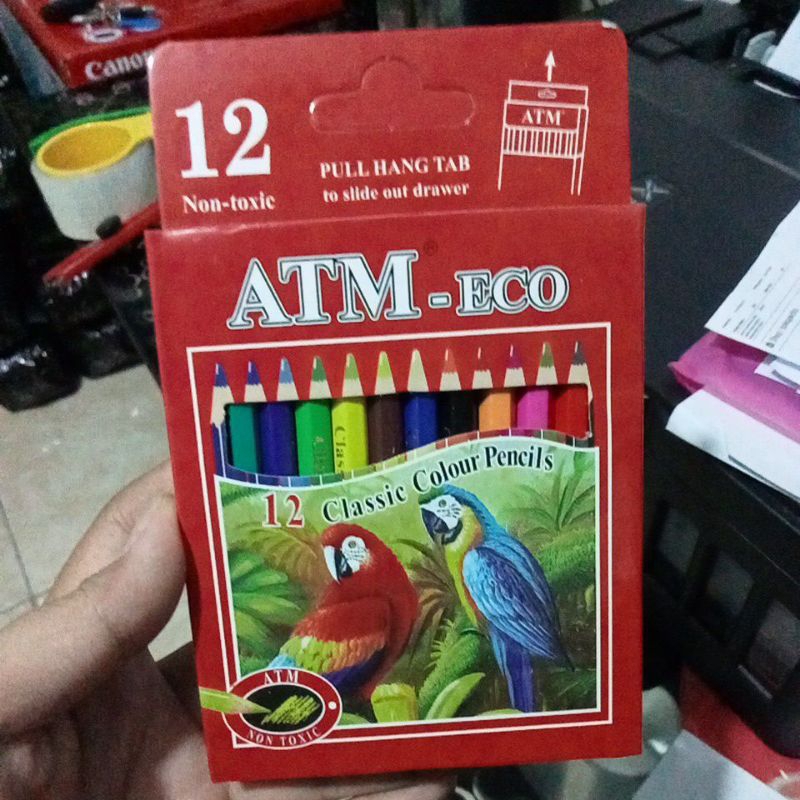 Canon
12
Non-toxic
PULL HANG TAB
to slide out drawer
ATM
ATM®-ECO
12 Classic Colour Pencils
ATM
NON TOXIC